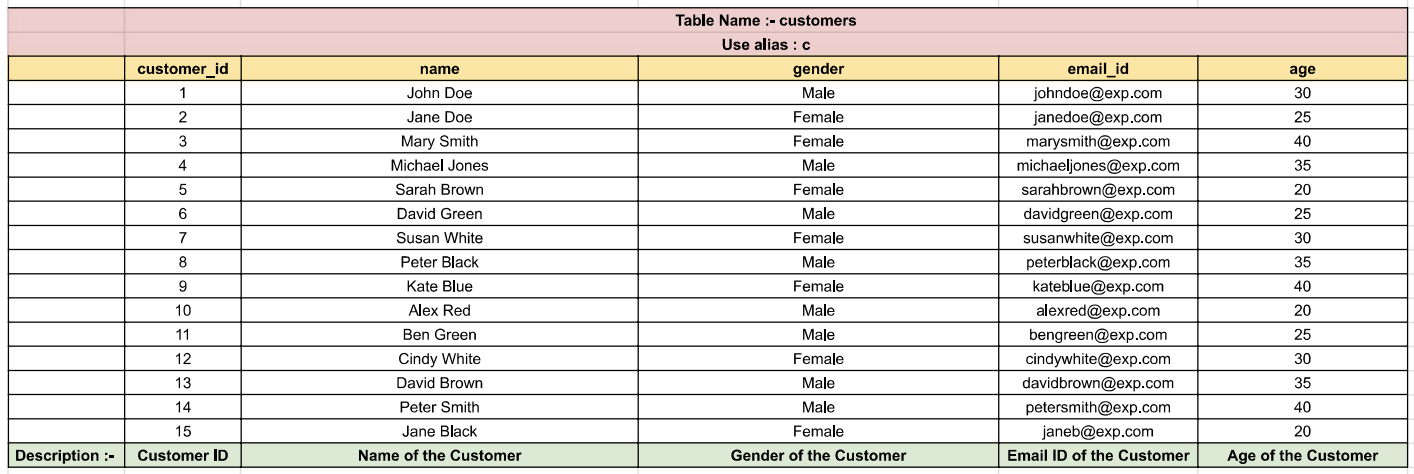 Table Name :- customers
Use alias : c
customer_id name gender email_id age
1 John Doe Male johndoe@exp.com 30
2 Jane Doe Female janedoe@exp.com 25
3 Mary Smith Female marysmith@exp.com 40
4 Michael Jones Male michaeljones@exp.com 35
5 Sarah Brown Female sarahbrown@exp.com 20
6 David Green Male davidgreen@exp.com 25
7 Susan White Female susanwhite@exp.com 30
8 Peter Black Male peterblack@exp.com 35
9 Kate Blue Female kateblue@exp.com 40
10 Alex Red Male alexred@exp.com 20
11 Ben Green Male bengreen@exp.com 25
12 Cindy White Female cindywhite@exp.com 30
13 David Brown Male davidbrown@exp.com 35
14 Peter Smith Male petersmith@exp.com 40
15 Jane Black Female janeb@exp.com 20
Description :- Customer ID Name of the Customer Gender of the Customer Email ID of the Customer Age of the Customer